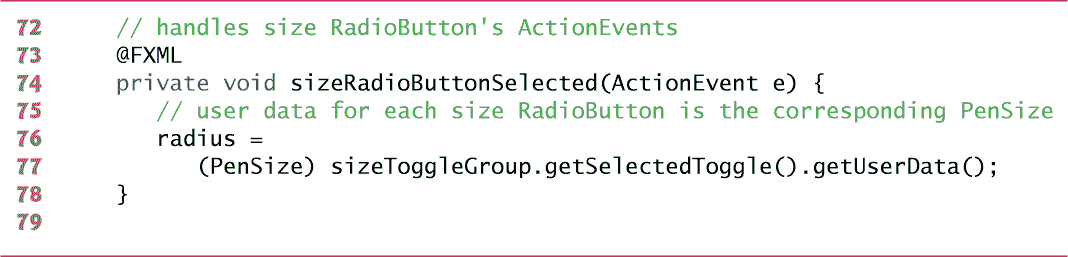 72 // handles size RadioButton's ActionEvents
73 @FXML
74 private void sizeRadioButtonSelected(ActionEvent e) {
75 // user data for each size RadioButton is the corresponding PenSize
76 radius =
77 (PenSize) sizeToggleGroup.getSelectedToggle().getUserData();
78 }
79